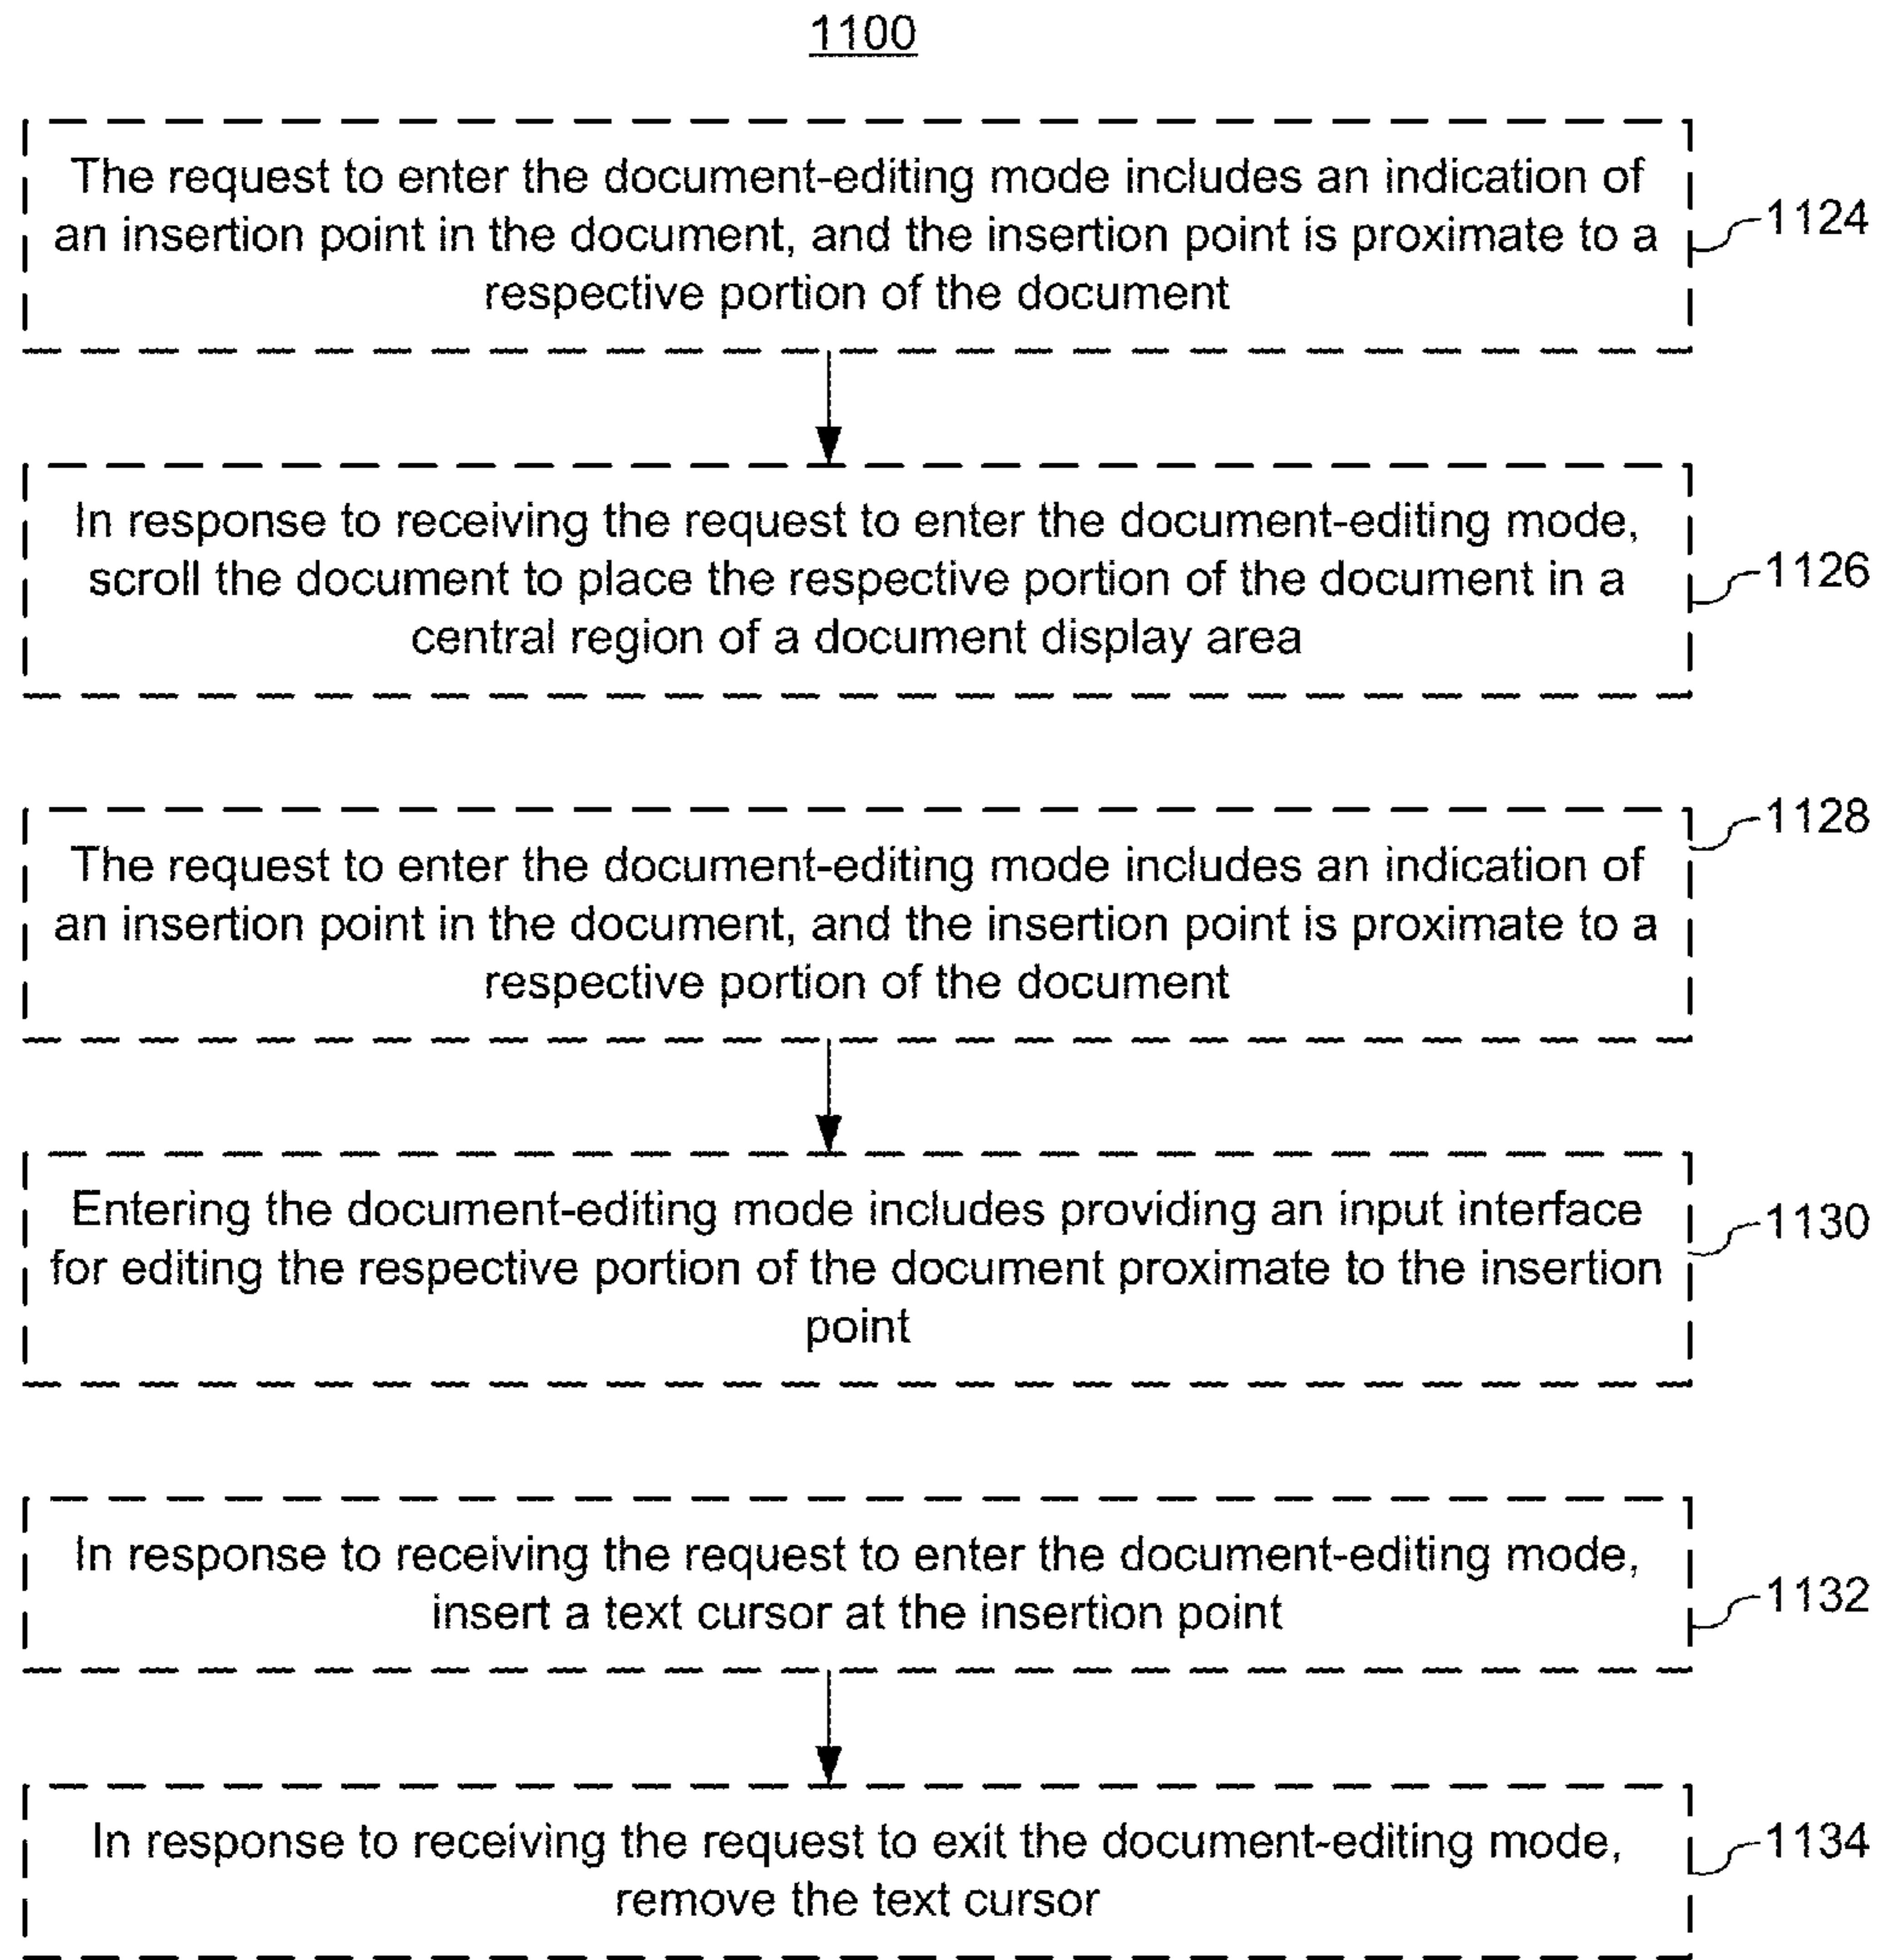 1100
The request to enter the document-editing mode includes an indication of
an insertion point in the document, and the insertion point is proximate to a
respective portion of the document
1124
In response to receiving the request to enter the document-editing mode,
scroll the document to place the respective portion of the document in a
central region of a document display area
1126
The request to enter the document-editing mode includes an indication of
an insertion point in the document, and the insertion point is proximate to a
respective portion of the document
1128
Entering the document-editing mode includes providing an input interface
for editing the respective portion of the document proximate to the insertion
point
1130
In response to receiving the request to enter the document-editing mode,
insert a text cursor at the insertion point
1132
In response to receiving the request to exit the document-editing mode,
remove the text cursor
1134